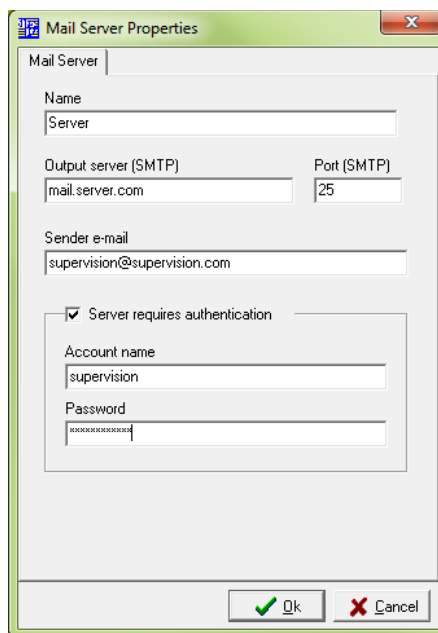 Mail Server Properties
Mail Server
Name
Server
Output server (SMTP) Port (SMTP)
mail.server.com 25
Sender e-mail
supervision@supervision.com
Server requires authentication
Account name
supervision
Password
************
Ok Cancel